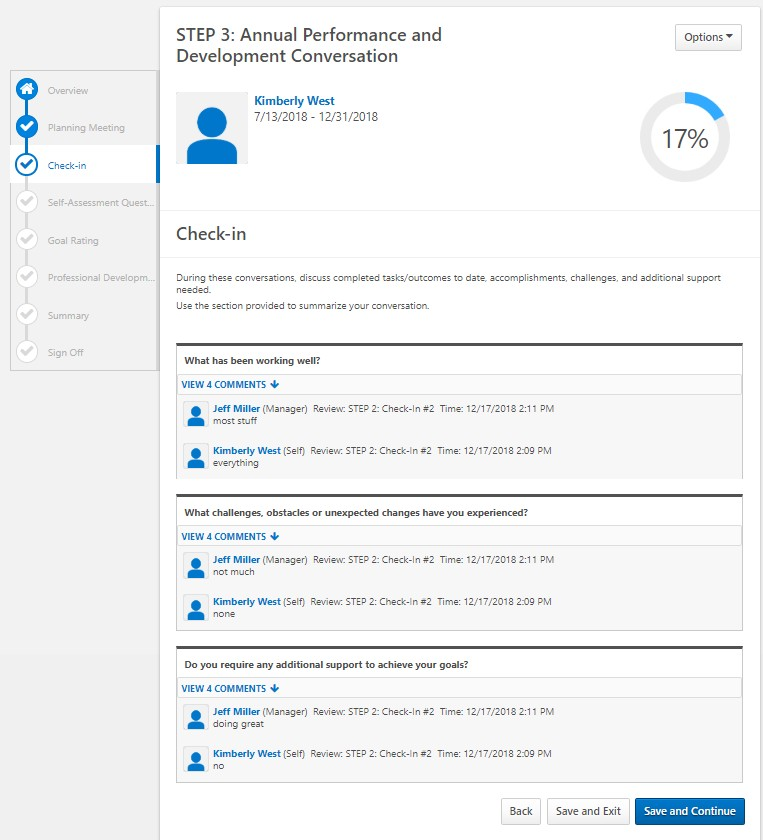 STEP 3: Annual Performance and
Development Conversation
Options
Overview
Planning Meeting
Check-in
Self-Assessment Quest...
Goal Rating
Professional Developm...
Summary
Sign Off
Kimberly West
7/13/2018 - 12/31/2018
17%
Check-in
During these conversations, discuss completed tasks/outcomes to date, accomplishments, challenges, and additional support
needed.
Use the section provided to summarize your conversation.
What has been working well?
VIEW 4 COMMENTS
Jeff Miller (Manager) Review: STEP 2: Check-In #2 Time: 12/17/2018 2:11 PM
most stuff
Kimberly West (Self) Review: STEP 2: Check-In #2 Time: 12/17/2018 2:09 PM
everything
What challenges, obstacles or unexpected changes have you experienced?
VIEW 4 COMMENTS
Jeff Miller (Manager) Review: STEP 2: Check-In #2 Time: 12/17/2018 2:11 PM
not much
Kimberly West (Self) Review: STEP 2: Check-In #2 Time: 12/17/2018 2:09 PM
none
Do you require any additional support to achieve your goals?
VIEW 4 COMMENTS
Jeff Miller (Manager) Review: STEP 2: Check-In #2 Time: 12/17/2018 2:11 PM
doing great
Kimberly West (Self) Review: STEP 2: Check-In #2 Time: 12/17/2018 2:09 PM
no
Back
Save and Exit
Save and Continue